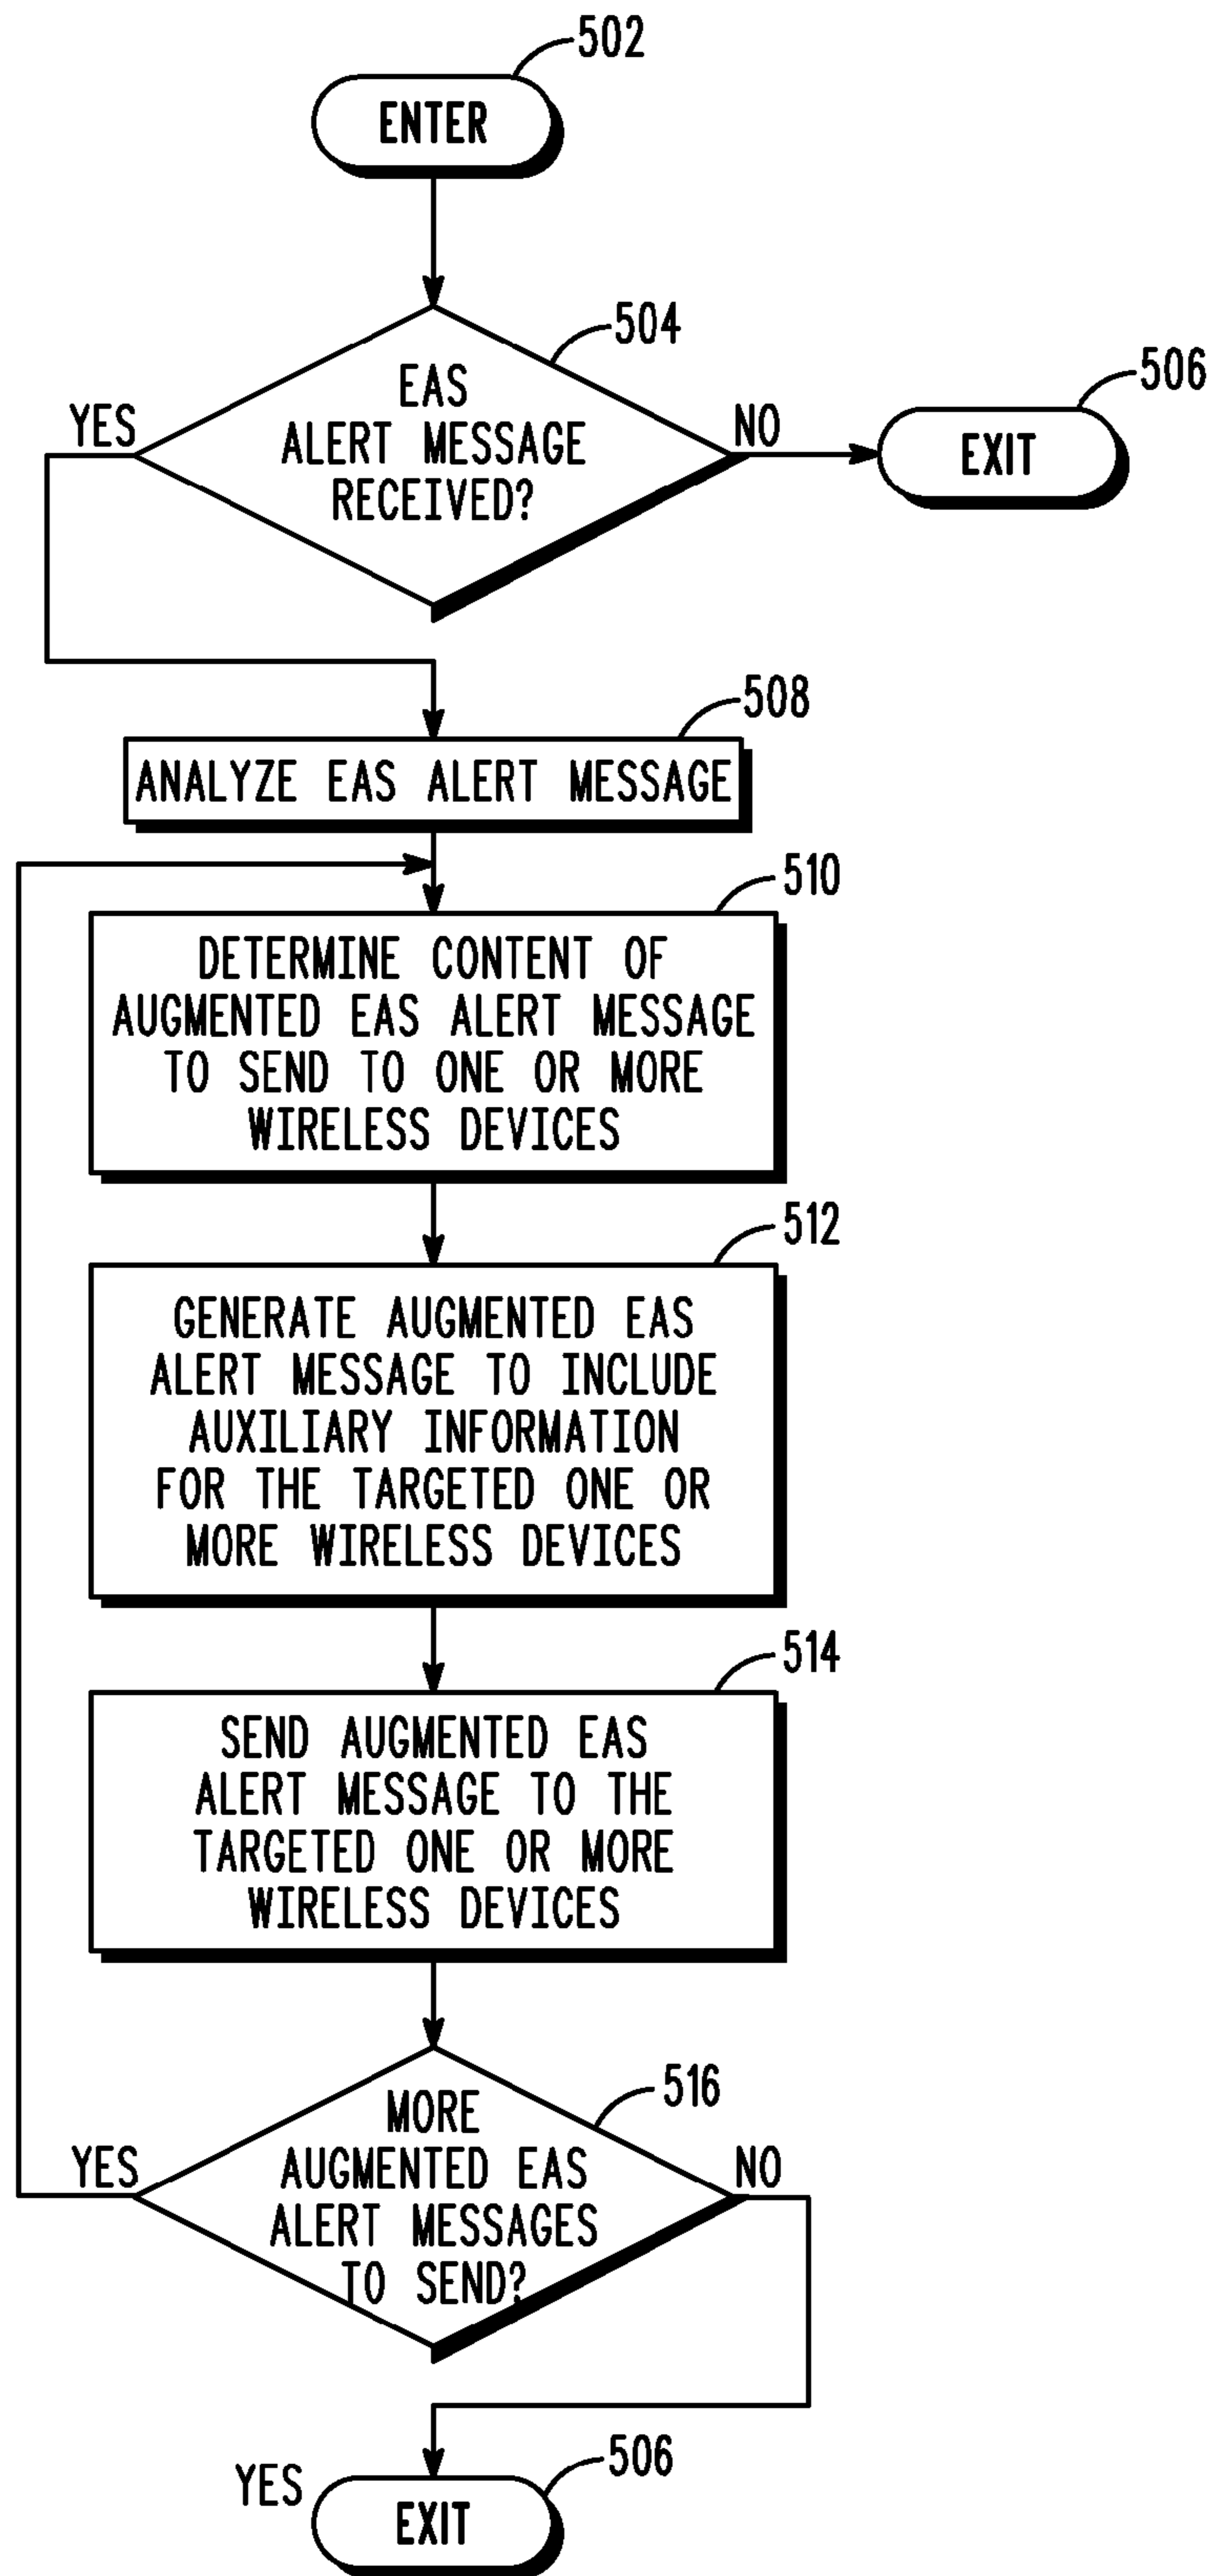 502
ENTER
504
EAS
ALERT MESSAGE
RECEIVED?
YES
NO
506
EXIT
508
ANALYZE EAS ALERT MESSAGE
510
DETERMINE CONTENT OF
AUGMENTED EAS ALERT MESSAGE
TO SEND TO ONE OR MORE
WIRELESS DEVICES
512
GENERATE AUGMENTED EAS
ALERT MESSAGE TO INCLUDE
AUXILIARY INFORMATION
FOR THE TARGETED ONE OR
MORE WIRELESS DEVICES
514
SEND AUGMENTED EAS
ALERT MESSAGE TO THE
TARGETED ONE OR MORE
WIRELESS DEVICES
516
MORE
AUGMENTED EAS
ALERT MESSAGES
TO SEND?
YES
NO
506
YES
EXIT